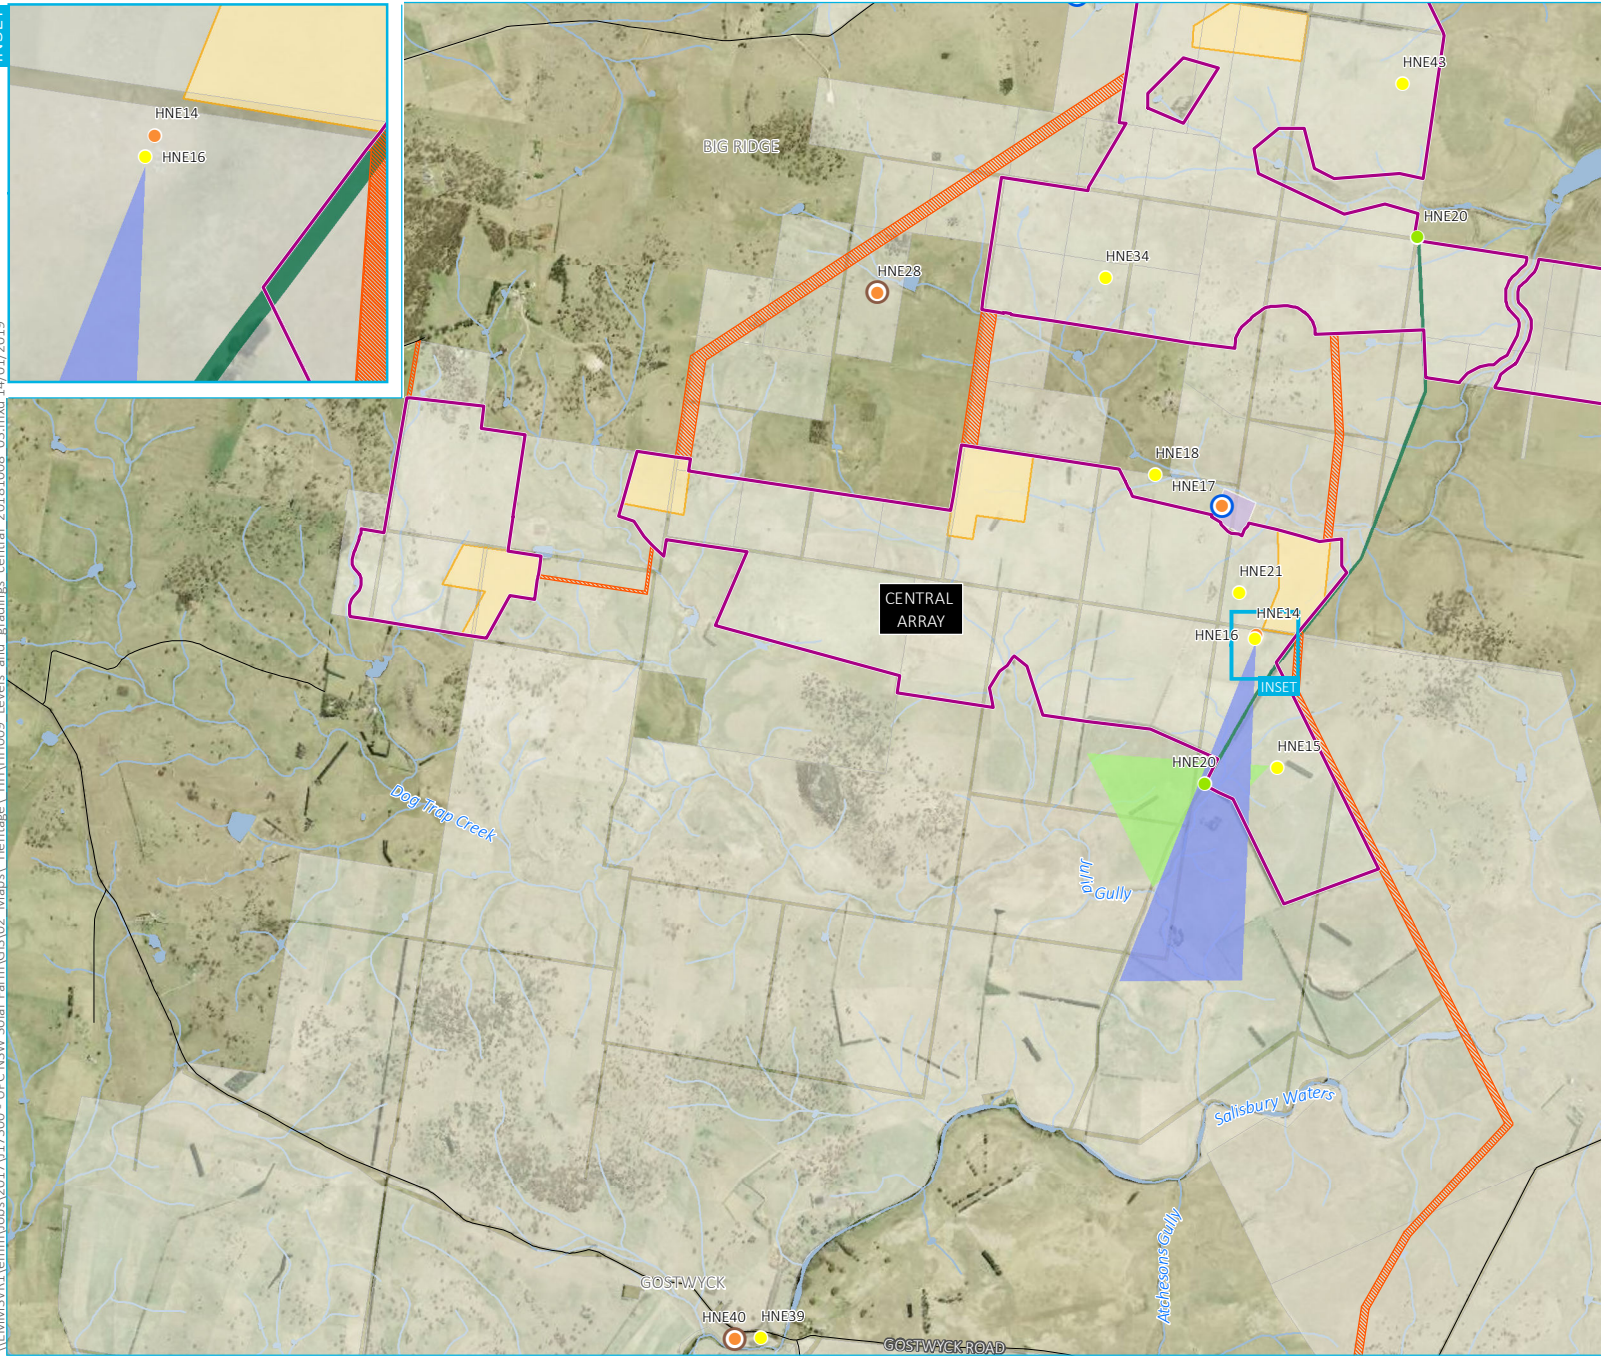 INSET
HNE14
HNE16
HNE43
BIG RIDGE
HNE20
HNE34
HNE28
HNE18
HNE17
HNE21
CENTRAL
ARRAY
HNE14
HNE16
INSET
HNE15
HNE20
Dog Trap Creek
Julia
Gully
Salisbury Waters
Atchesons Gully
GOSTWYCK
HNE40
HNE39
GOSTWYCK ROAD